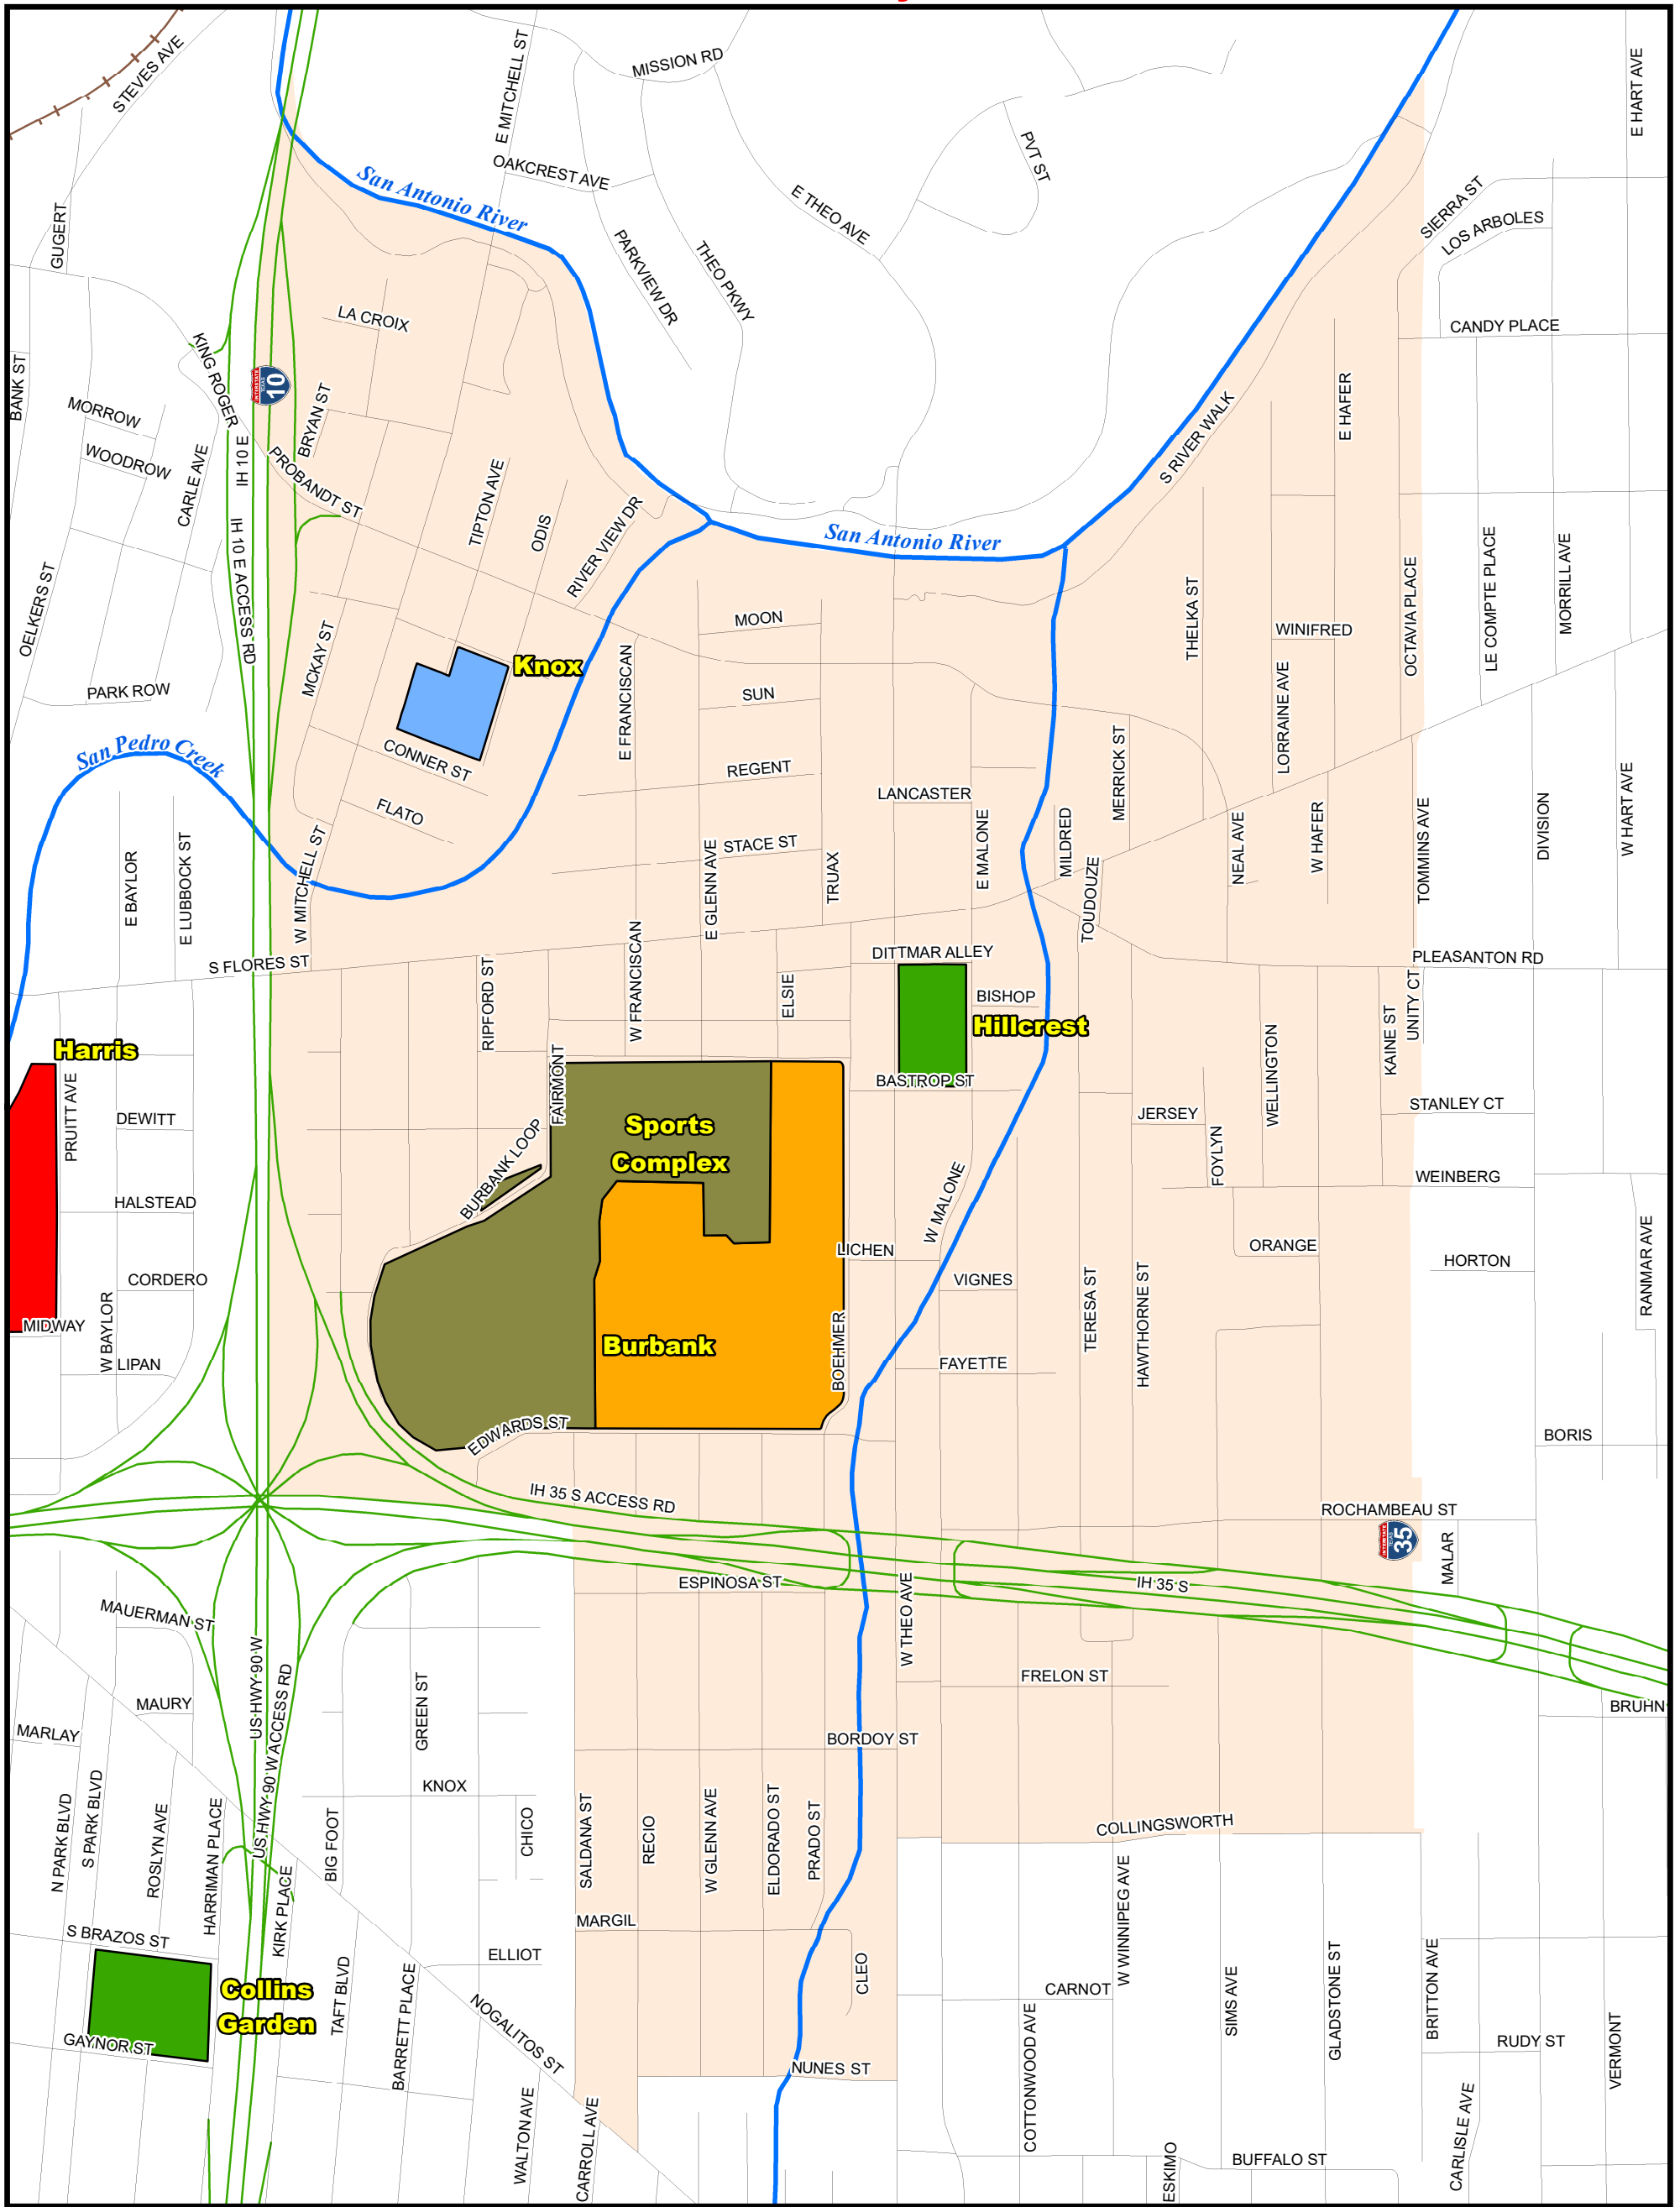 STEVES AVE
E MITCHELL ST
MISSION RD
E HART AVE
OAKCREST AVE
PVT ST
San Antonio River
E THEO AVE
SIERRA ST
LOS ARBOLES
GUGERT
PARKVIEW DR
THEO PKWY
LA CROIX
CANDY PLACE
KING ROGER
INTERSTATE
TEXAS
10
BANK ST
MORROW
BRYAN ST
E HAFER
S RIVER WALK
WOODROW
CARLE AVE
IH 10 E
PROBANDT ST
TIPTON AVE
ODIS
RIVER VIEW DR
San Antonio River
IH 10 E ACCESS RD
OELKERS ST
OCTAVIA PLACE
LE COMPTE PLACE
MORRILL AVE
THELKA ST
MOON
WINIFRED
MCKAY ST
Knox
E FRANCISCAN
LORRAINE AVE
PARK ROW
SUN
San Pedro Creek
CONNER ST
REGENT
MERRICK ST
LANCASTER
FLATO
W HART AVE
DIVISION
TOMMINS AVE
W HAFER
NEAL AVE
MILDRED
E MALONE
STACE ST
E GLENN AVE
TRUAX
E BAYLOR
E LUBBOCK ST
W MITCHELL ST
TOUDOUZE
S FLORES ST
DITTMAR ALLEY
PLEASANTON RD
RIPFORD ST
W FRANCISCAN
ELSIE
BISHOP
Hillcrest
UNITY CT
KAINE ST
WELLINGTON
Harris
FAIRMONT
BASTROP ST
PRUITT AVE
DEWITT
STANLEY CT
JERSEY
Sports
Complex
BURBANK LOOP
FOYLYN
WEINBERG
HALSTEAD
W MALONE
LICHEN
ORANGE
HORTON
RANMAR AVE
CORDERO
VIGNES
TERESA ST
HAWTHORNE ST
MIDWAY
W BAYLOR
LIPAN
Burbank
BOEHMER
FAYETTE
EDWARDS ST
BORIS
IH 35 S ACCESS RD
ROCHAMBEAU ST
INTERSTATE
TEXAS
35
MALAR
ESPINOSA ST
IH 35 S
W THEO AVE
MAUERMAN ST
US HWY 90 W
US HWY 90 W ACCESS RD
GREEN ST
FRELON ST
MAURY
BRUHN
MARLAY
BORDOY ST
KNOX
N PARK BLVD
S PARK BLVD
ROSLYN AVE
HARRIMAN PLACE
BIG FOOT
CHICO
SALDANA ST
RECIO
W GLENN AVE
ELDORADO ST
PRADO ST
COLLINGSWORTH
KIRK PLACE
MARGIL
W WINNIPEG AVE
S BRAZOS ST
ELLIOT
CLEO
CARNOT
SIMS AVE
GLADSTONE ST
BRITTON AVE
Collins
Garden
TAFT BLVD
BARRETT PLACE
NOGALITOS ST
GAYNOR ST
NUNES ST
COTTONWOOD AVE
RUDY ST
VERMONT
WALTON AVE
CARROLL AVE
ESKIMO
BUFFALO ST
CARLISLE AVE